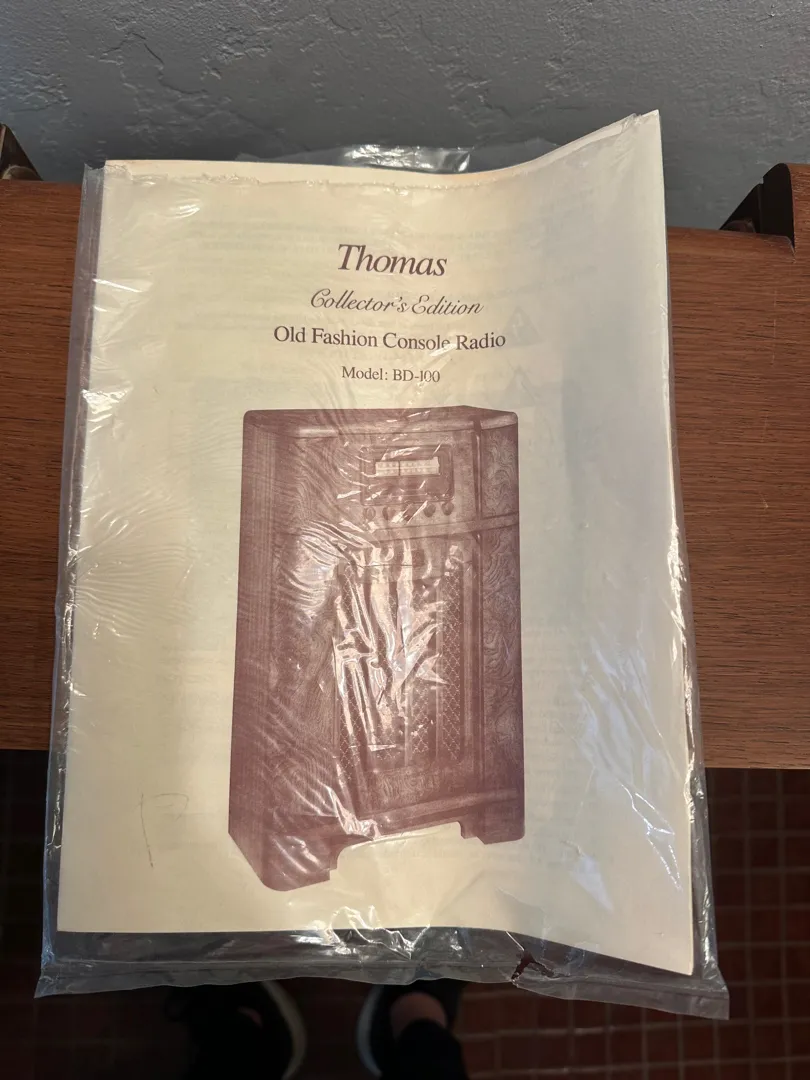 Thomas
Collector's Edition
Old Fashion Console Radio
Model: BD-100